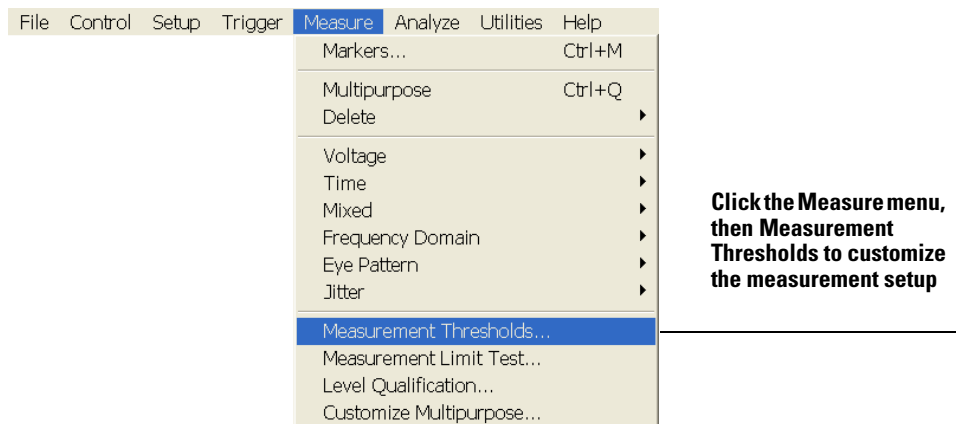 File Control Setup Trigger Measure Analyze Utilities Help
Markers... Ctrl+M
Multipurpose Ctrl+Q
Delete
Voltage
Time
Mixed
Frequency Domain
Eye Pattern
Jitter
Measurement Thresholds...
Measurement Limit Test...
Level Qualification...
Customize Multipurpose...
Click the Measure menu,
then Measurement
Thresholds to customize
the measurement setup